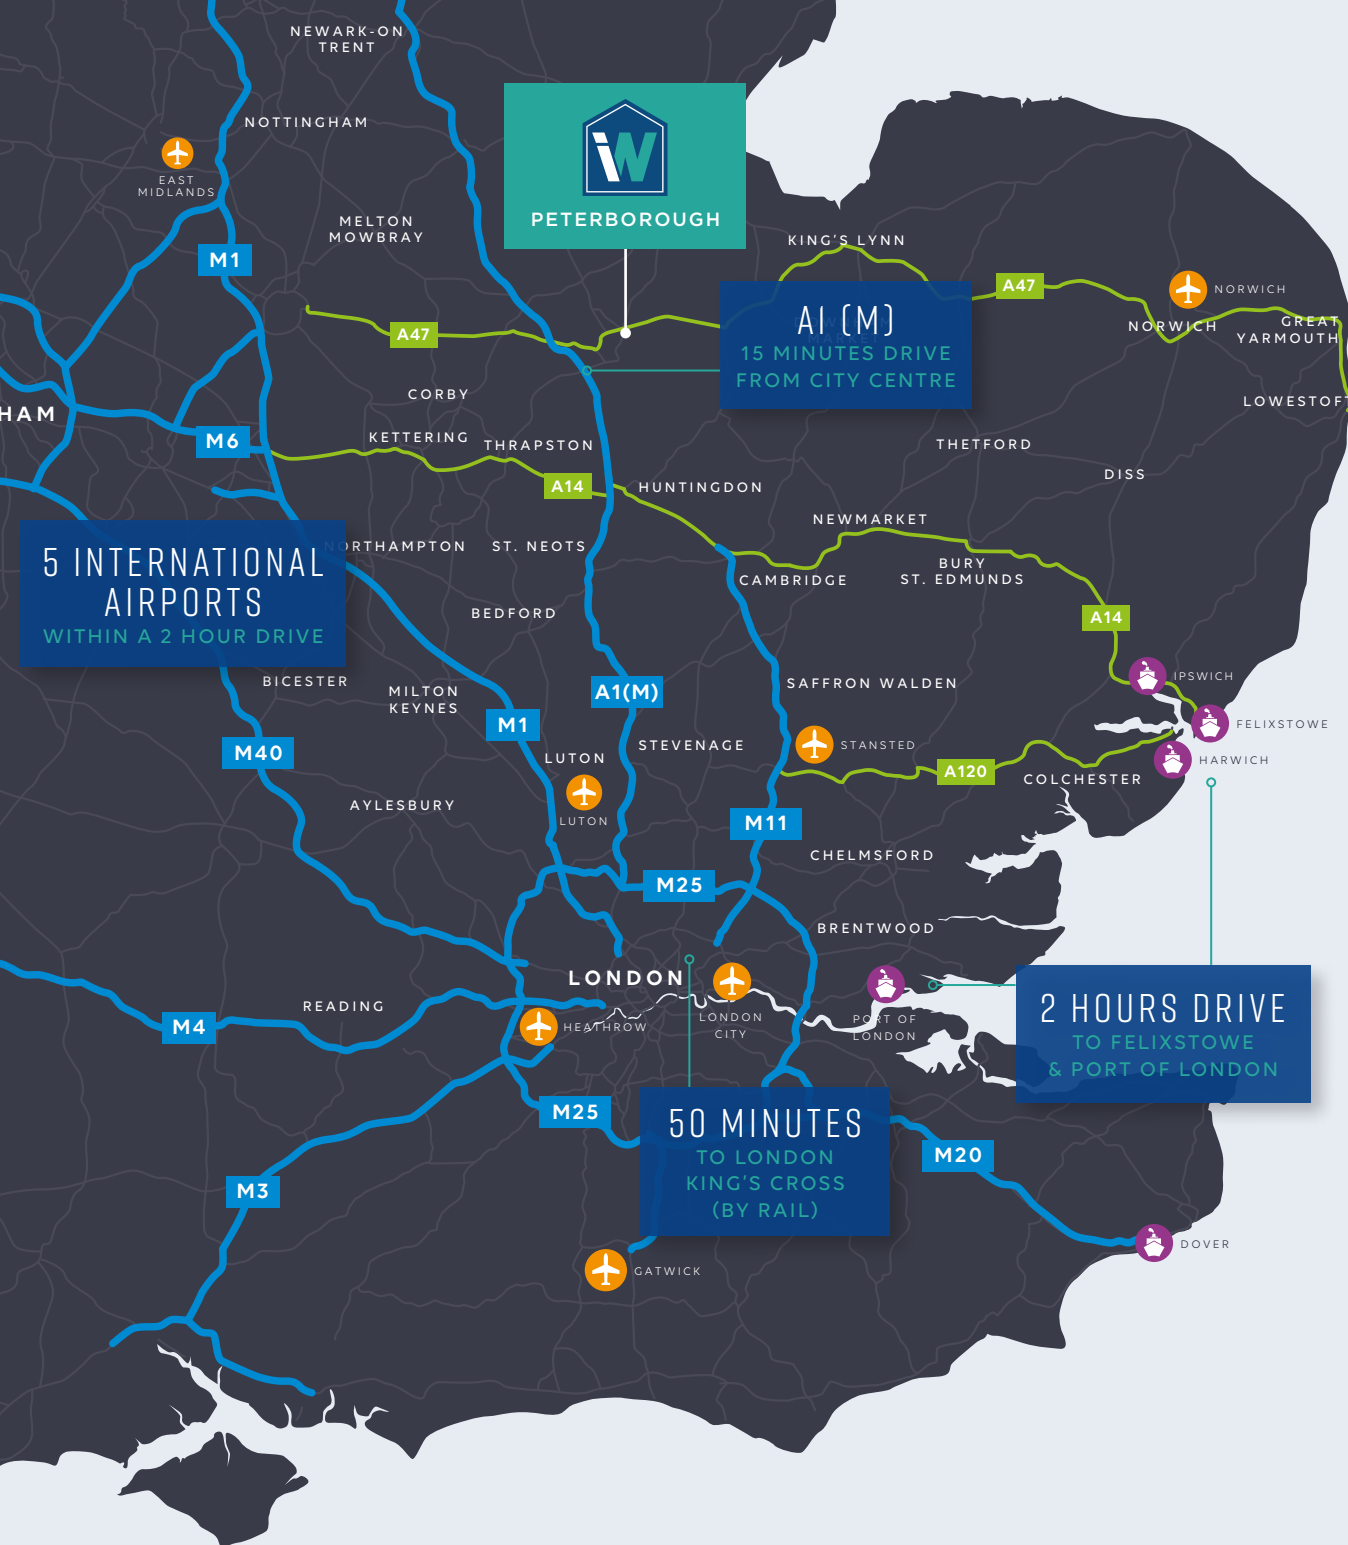 NEWARK-ON
TRENT
NOTTINGHAM
EAST
MIDLANDS
MELTON
MOWBRAY
iW
PETERBOROUGH
KING'S LYNN
M1
A47
NORWICH
NORWICH
GREAT
YARMOUTH
A47
A1 (M)
15 MINUTES DRIVE
FROM CITY CENTRE
CORBY
LOWESTOFT
HAM
M6
KETTERING
THRAPSTON
THETFORD
DISS
A14
HUNTINGDON
NEWMARKET
NORTHAMPTON
ST. NEOTS
5 INTERNATIONAL
AIRPORTS
WITHIN A 2 HOUR DRIVE
CAMBRIDGE
BURY
ST. EDMUNDS
BEDFORD
A14
BICESTER
MILTON
KEYNES
A1(M)
SAFFRON WALDEN
IPSWICH
M1
FELIXSTOWE
M40
LUTON
STEVENAGE
STANSTED
HARWICH
A120
COLCHESTER
AYLESBURY
LUTON
M11
CHELMSFORD
M25
BRENTWOOD
LONDON
READING
M4
HEATHROW
LONDON
CITY
PORT OF
LONDON
2 HOURS DRIVE
TO FELIXSTOWE
& PORT OF LONDON
M25
50 MINUTES
TO LONDON
KING'S CROSS
(BY RAIL)
M20
M3
DOVER
GATWICK